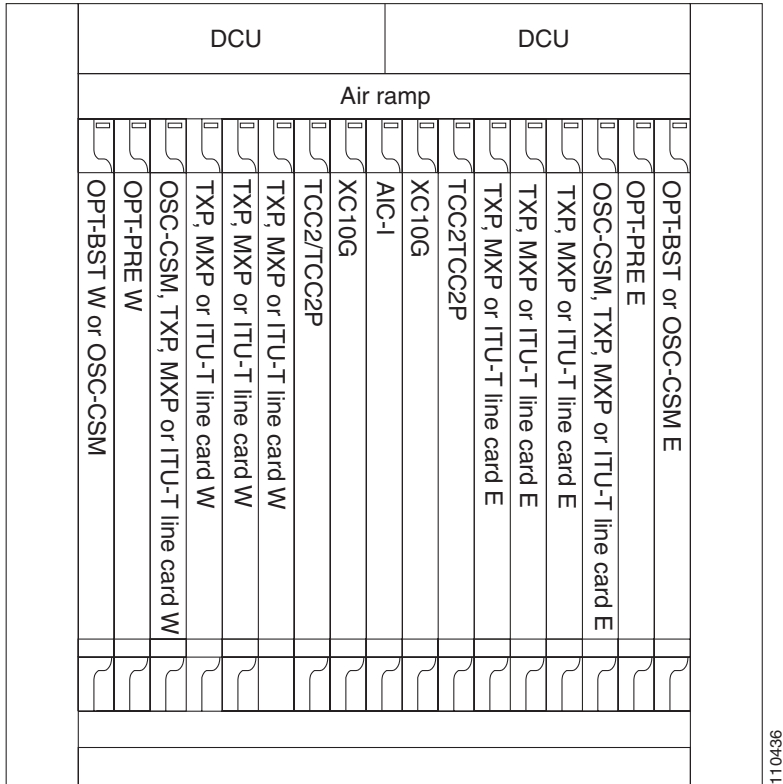 DCU
DCU
Air ramp
OPT-BST W or OSC-CSM
OPT-PRE W
OSC-CSM, TXP, MXP or ITU-T line card W
TXP, MXP or ITU-T line card W
TXP, MXP or ITU-T line card W
TXP, MXP or ITU-T line card W
TCC2/TCC2P
XC10G
AIC-I
XC10G
TCC2TCC2P
TXP, MXP or ITU-T line card E
TXP, MXP or ITU-T line card E
TXP, MXP or ITU-T line card E
OSC-CSM, TXP, MXP or ITU-T line card E
OPT-PRE E
OPT-BST or OSC-CSM E
110436